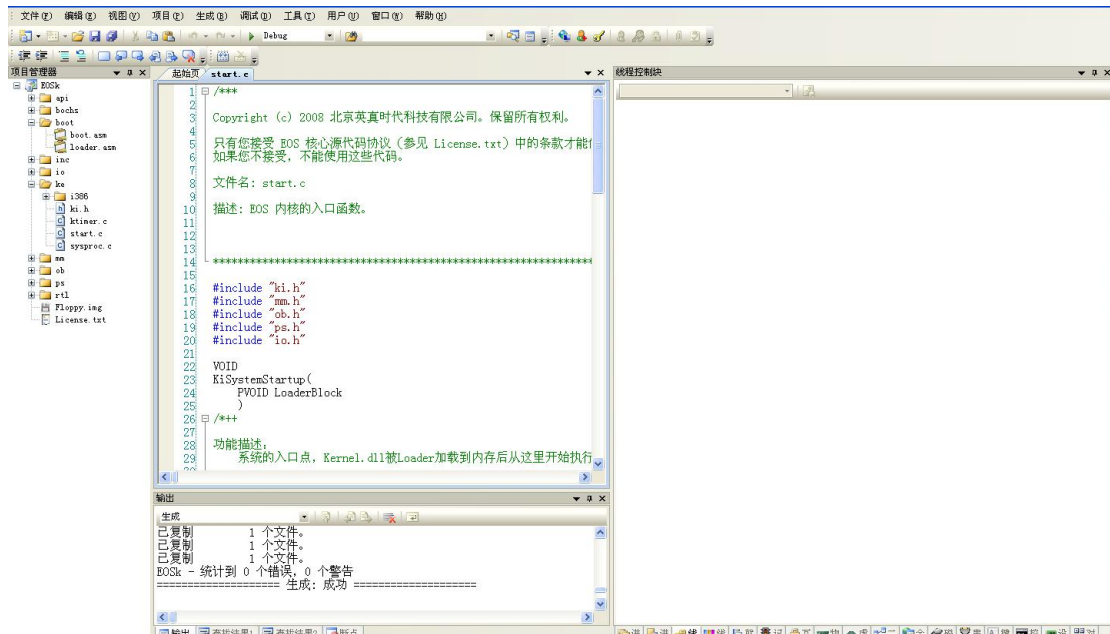 文件(F) 编辑(E) 视图(V) 项目(P) 生成(B) 调试(D) 工具(T) 用户(U) 窗口(W) 帮助(H)
Debug
项目管理器
起始页 start.c
线程控制块
EOSk
api
bochs
boot
boot.asm
loader.asm
inc
io
ke
i386
ki.h
ktimer.c
start.c
sysproc.c
mm
ob
ps
rtl
Floppy.img
License.txt
1 /***
2
3 Copyright (c) 2008 北京英真时代科技有限公司。保留所有权利。
4
5 只有您接受 EOS 核心源代码协议（参见 License.txt）中的条款才能
6 如果您不接受，不能使用这些代码。
7
8 文件名: start.c
9
10 描述: EOS 内核的入口函数。
11
12
13
14 *************************************************************
15
16 #include "ki.h"
17 #include "mm.h"
18 #include "ob.h"
19 #include "ps.h"
20 #include "io.h"
21
22 VOID
23 KiSystemStartup(
24 PVOID LoaderBlock
25 )
26 /*++
27
28 功能描述:
29 系统的入口点，Kernel.dll被Loader加载到内存后从这里开始执行
30
输出
生成
已复制 1 个文件。
已复制 1 个文件。
已复制 1 个文件。
EOSk - 统计到 0 个错误，0 个警告
==================== 生成: 成功 ====================
输出 查找结果1 查找结果2 断点